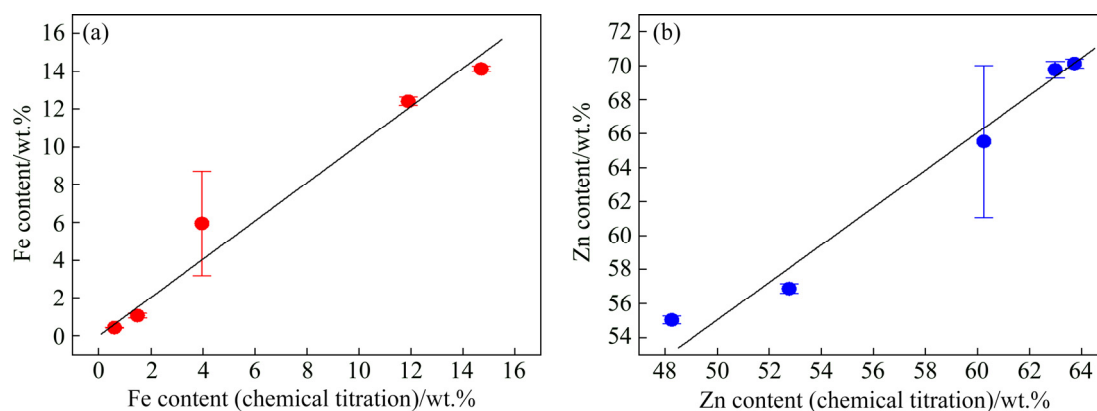 (a)
16
14
12
10
8
6
4
2
0
Fe content/wt.%
0 2 4 6 8 10 12 14 16
Fe content (chemical titration)/wt.%
(b)
72
70
68
66
64
62
60
58
56
54
Zn content/wt.%
48 50 52 54 56 58 60 62 64
Zn content (chemical titration)/wt.%